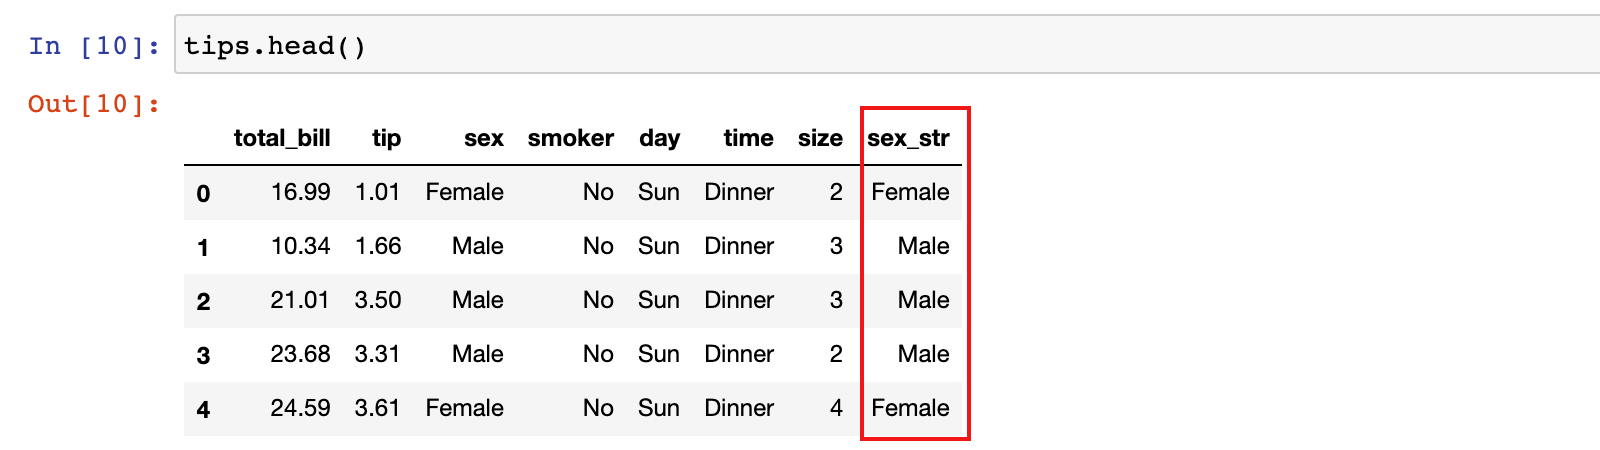 In [10]: tips.head()
Out[10]:
total_bill tip sex smoker day time size sex_str
0 16.99 1.01 Female No Sun Dinner 2 Female
1 10.34 1.66 Male No Sun Dinner 3 Male
2 21.01 3.50 Male No Sun Dinner 3 Male
3 23.68 3.31 Male No Sun Dinner 2 Male
4 24.59 3.61 Female No Sun Dinner 4 Female